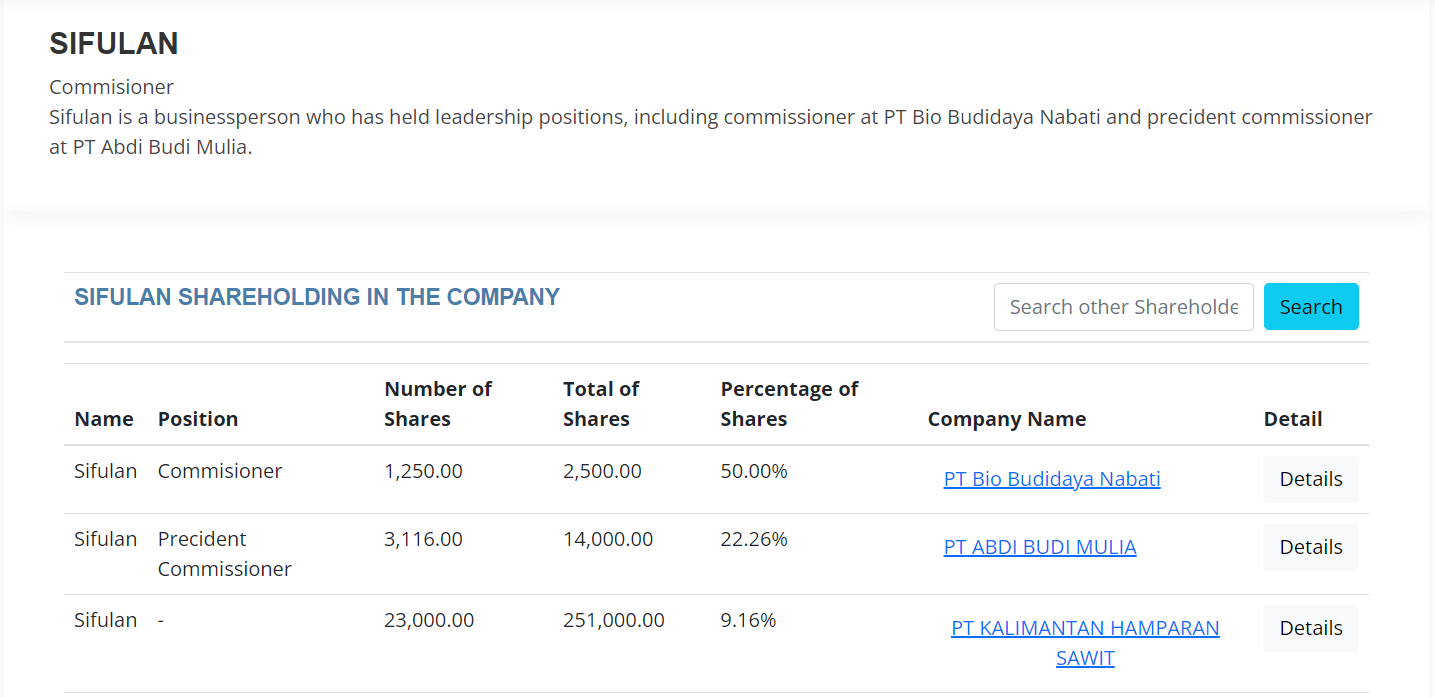 SIFULAN
Commisioner
Sifulan is a businessperson who has held leadership positions, including commissioner at PT Bio Budidaya Nabati and precident commissioner
at PT Abdi Budi Mulia.
SIFULAN SHAREHOLDING IN THE COMPANY
Search other Shareholde
Search
Name Position Number of Shares Total of Shares Percentage of Shares Company Name Detail
Sifulan Commisioner 1,250.00 2,500.00 50.00% PT Bio Budidaya Nabati Details
Sifulan Precident Commissioner 3,116.00 14,000.00 22.26% PT ABDI BUDI MULIA Details
Sifulan - 23,000.00 251,000.00 9.16% PT KALIMANTAN HAMPARAN SAWIT Details